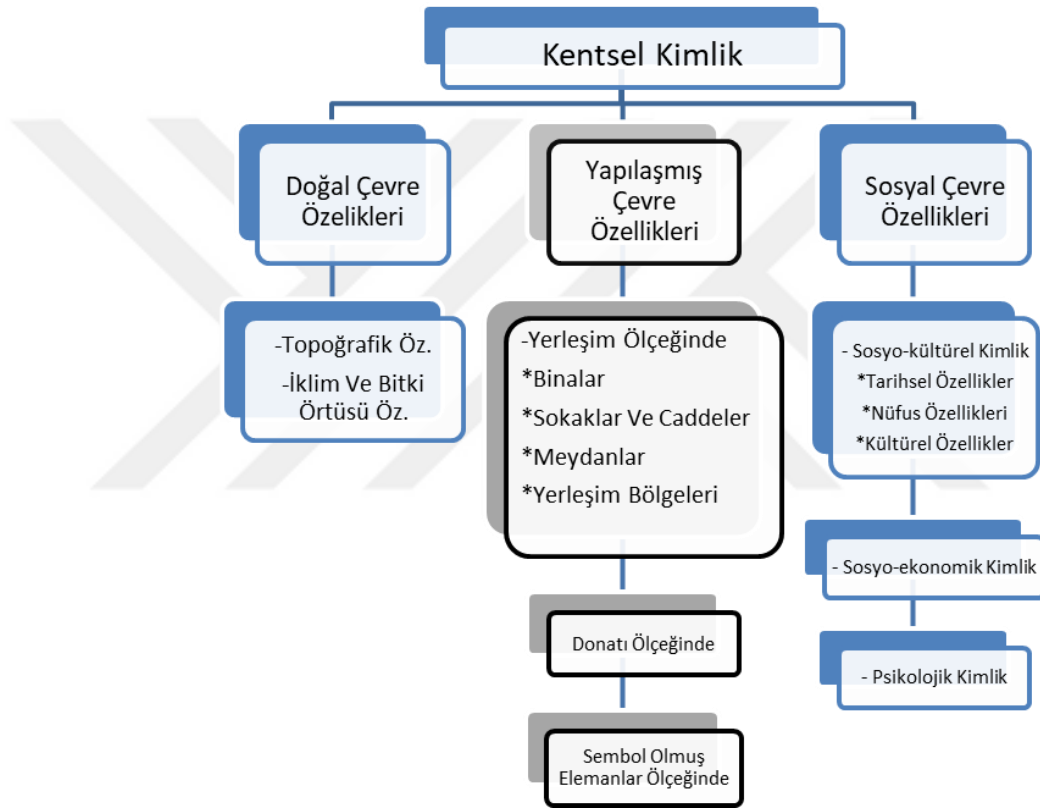 Kentsel Kimlik
Doğal Çevre
Özelikleri
-Topoğrafik Öz.
-İklim Ve Bitki
Örtüsü Öz.
Yapılaşmış
Çevre
Özellikleri
-Yerleşim Ölçeğinde
*Binalar
*Sokaklar Ve Caddeler
*Meydanlar
*Yerleşim Bölgeleri
Donatı Ölçeğinde
Sembol Olmuş
Elemanlar Ölçeğinde
Sosyal Çevre
Özellikleri
- Sosyo-kültürel Kimlik
*Tarihsel Özellikler
*Nüfus Özellikleri
*Kültürel Özellikler
- Sosyo-ekonomik Kimlik
- Psikolojik Kimlik